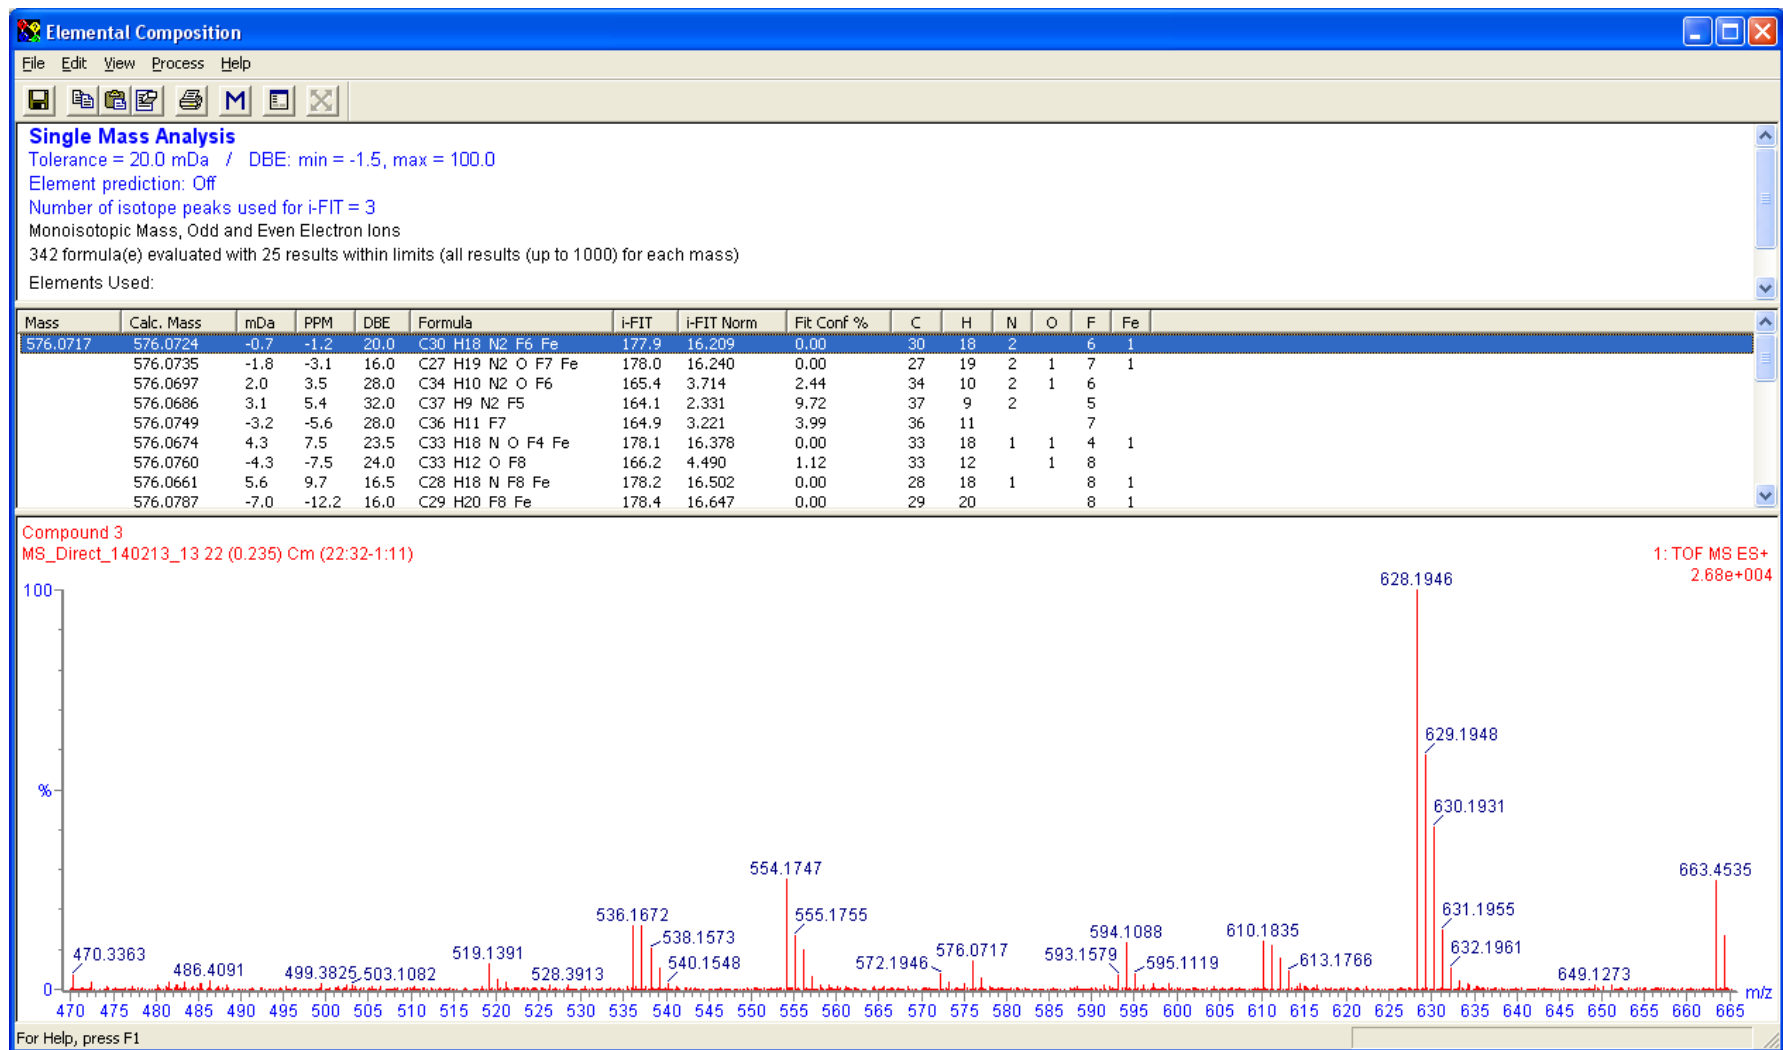 Elemental Composition
File Edit View Process Help
M
Single Mass Analysis
Tolerance = 20.0 mDa / DBE: min = -1.5, max = 100.0
Element prediction: Off
Number of isotope peaks used for i-FIT = 3
Monoisotopic Mass, Odd and Even Electron Ions
342 formula(e) evaluated with 25 results within limits (all results (up to 1000) for each mass)
Elements Used:
Mass Calc. Mass mDa PPM DBE Formula i-FIT i-FIT Norm Fit Conf % C H N O F Fe
576.0717 576.0724 -0.7 -1.2 20.0 C30 H18 N2 F6 Fe 177.9 16.209 0.00 30 18 2 6 1
576.0735 -1.8 -3.1 16.0 C27 H19 N2 O F7 Fe 178.0 16.240 0.00 27 19 2 1 7 1
576.0697 2.0 3.5 28.0 C34 H10 N2 O F6 165.4 3.714 2.44 34 10 2 1 6
576.0686 3.1 5.4 32.0 C37 H9 N2 F5 164.1 2.331 9.72 37 9 2 5
576.0749 -3.2 -5.6 28.0 C36 H11 F7 164.9 3.221 3.99 36 11 7
576.0674 4.3 7.5 23.5 C33 H18 N O F4 Fe 178.1 16.378 0.00 33 18 1 1 4 1
576.0760 -4.3 -7.5 24.0 C33 H12 O F8 166.2 4.490 1.12 33 12 1 8
576.0661 5.6 9.7 16.5 C28 H18 N F8 Fe 178.2 16.502 0.00 28 18 1 8 1
576.0787 -7.0 -12.2 16.0 C29 H20 F8 Fe 178.4 16.647 0.00 29 20 8 1
Compound 3
MS_Direct_140213_13 22 (0.235) Cm (22:32-1:11)
1: TOF MS ES+
2.68e+004
100
%
0
628.1946
629.1948
630.1931
554.1747
663.4535
536.1672
555.1755
631.1955
594.1088
610.1835
538.1573
470.3363
519.1391
576.0717
593.1579
632.1961
486.4091
499.3825
503.1082
528.3913
540.1548
572.1946
595.1119
613.1766
649.1273
470 475 480 485 490 495 500 505 510 515 520 525 530 535 540 545 550 555 560 565 570 575 580 585 590 595 600 605 610 615 620 625 630 635 640 645 650 655 660 665
m/z
For Help, press F1